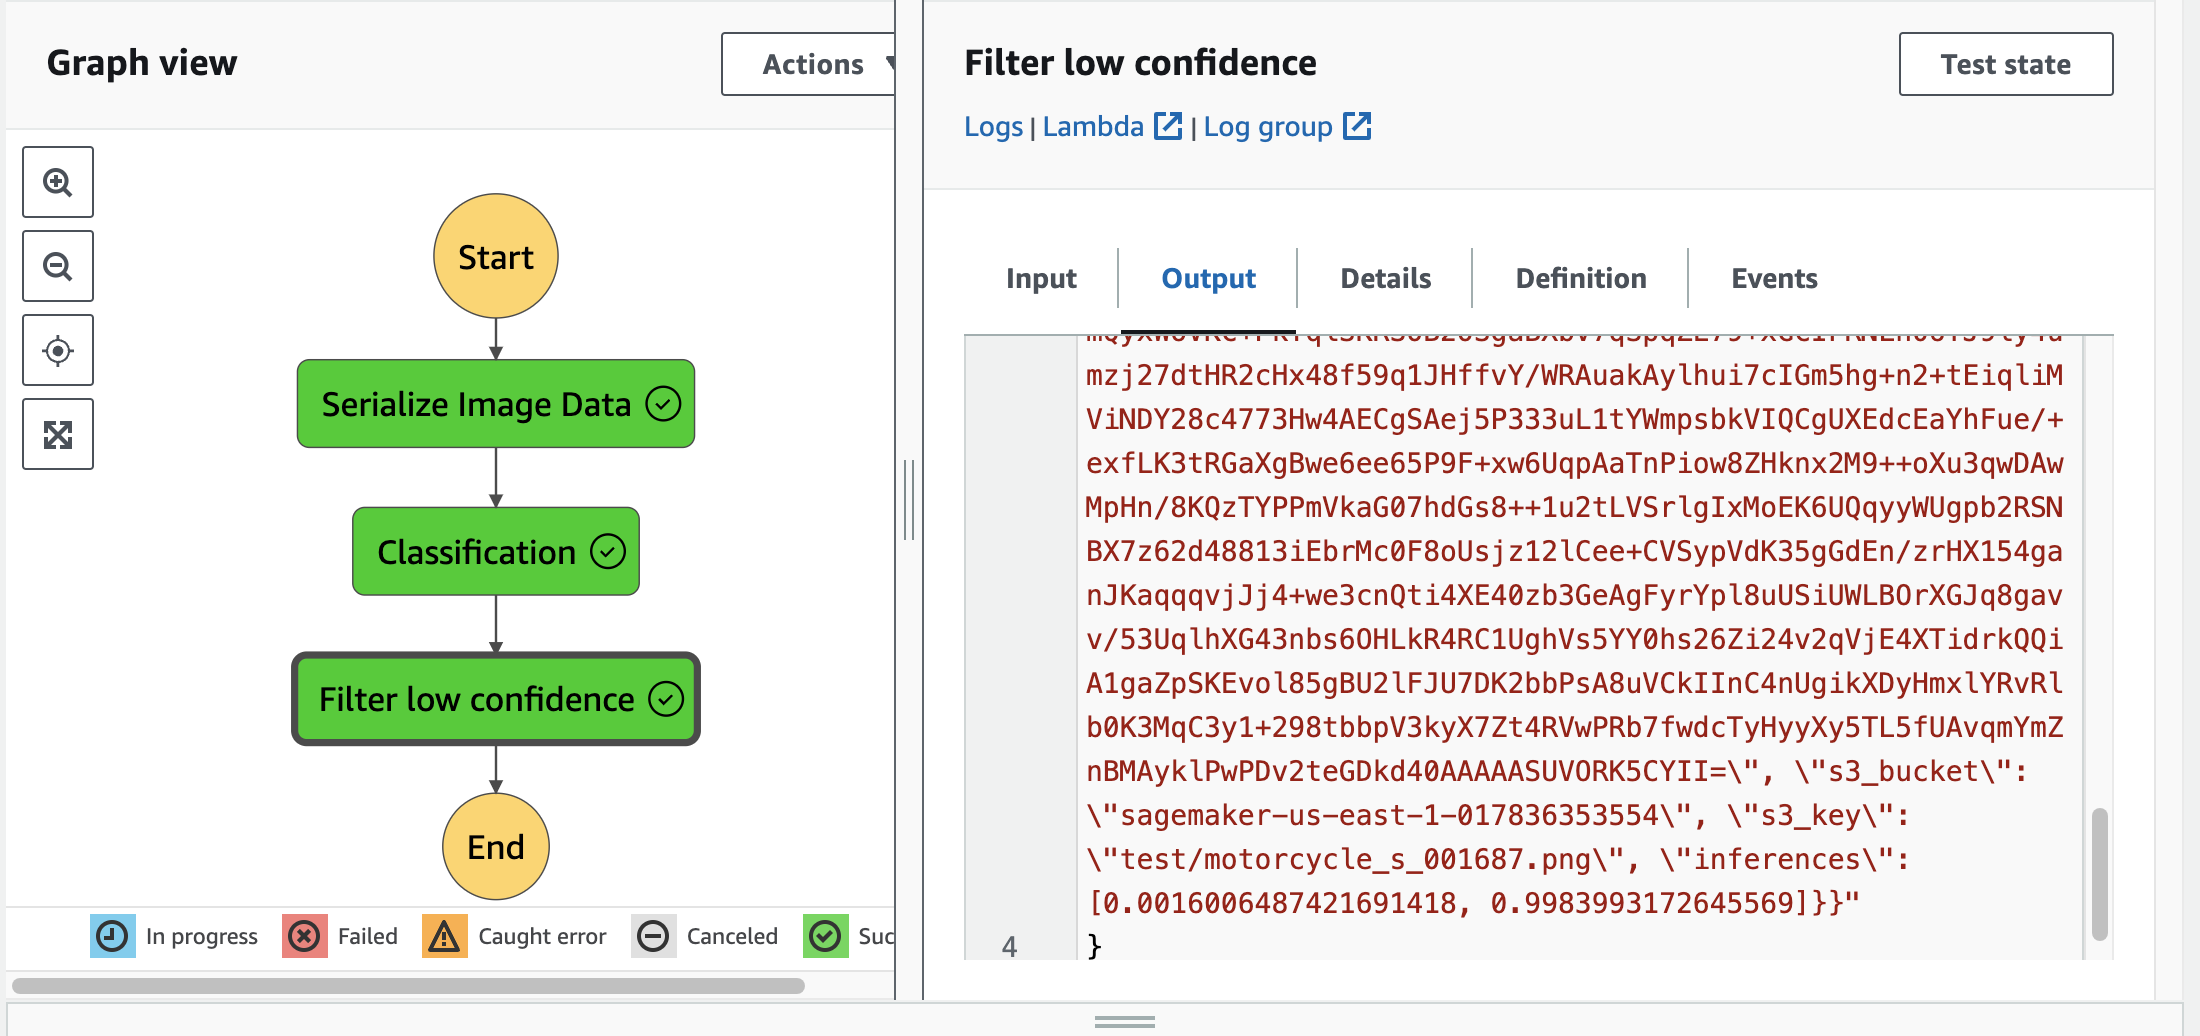 Graph view
Actions
Start
Serialize Image Data
Classification
Filter low confidence
End
In progress
Failed
Caught error
Canceled
Suc
Filter low confidence
Test state
Logs | Lambda | Log group
Input
Output
Details
Definition
Events
mzj27dtHR2cHx48f59q1JHffvY/WRAuakAylhui7cIGm5hg+n2+tEiqliM
ViNDY28c4773Hw4AECgSAej5P333uL1tYWmpsbkVIQCgUXEdcEaYhFue/+
exfLK3tRGaXgBwe6ee65P9F+xw6UqpAaTnPiow8ZHknx2M9++oXu3qwDAw
MpHn/8KQzTYPPmVkaG07hdGs8++1u2tLVSrlgIxMoEK6UQqyyWUgpb2RSN
BX7z62d48813iEbrMc0F8oUsjz12lCee+CVSypVdK35gGdEn/zrHX154ga
nJKaqqqvjJj4+we3cnQti4XE40zb3GeAgFyrYpl8uUSiUWLBOrXGJq8gav
v/53UqlhXG43nbs6OHLkR4RC1UghVs5YY0hs26Zi24v2qVjE4XTidrkQQi
A1gaZpSKEvol85gBU2lFJU7DK2bbPsA8uVCkIInC4nUgikXDyHmxlYRvRl
b0K3MqC3y1+298tbbpV3kyX7Zt4RVwPRb7fwdcTyHyyXy5TL5fUAvqmYmZ
nBMAyklPwPDv2teGDkd40AAAAASUVORK5CYII=\", \"s3_bucket\":
\"sagemaker-us-east-1-017836353554\", \"s3_key\":
\"test/motorcycle_s_001687.png\", \"inferences\":
[0.0016006487421691418, 0.9983993172645569]}}"
4 }